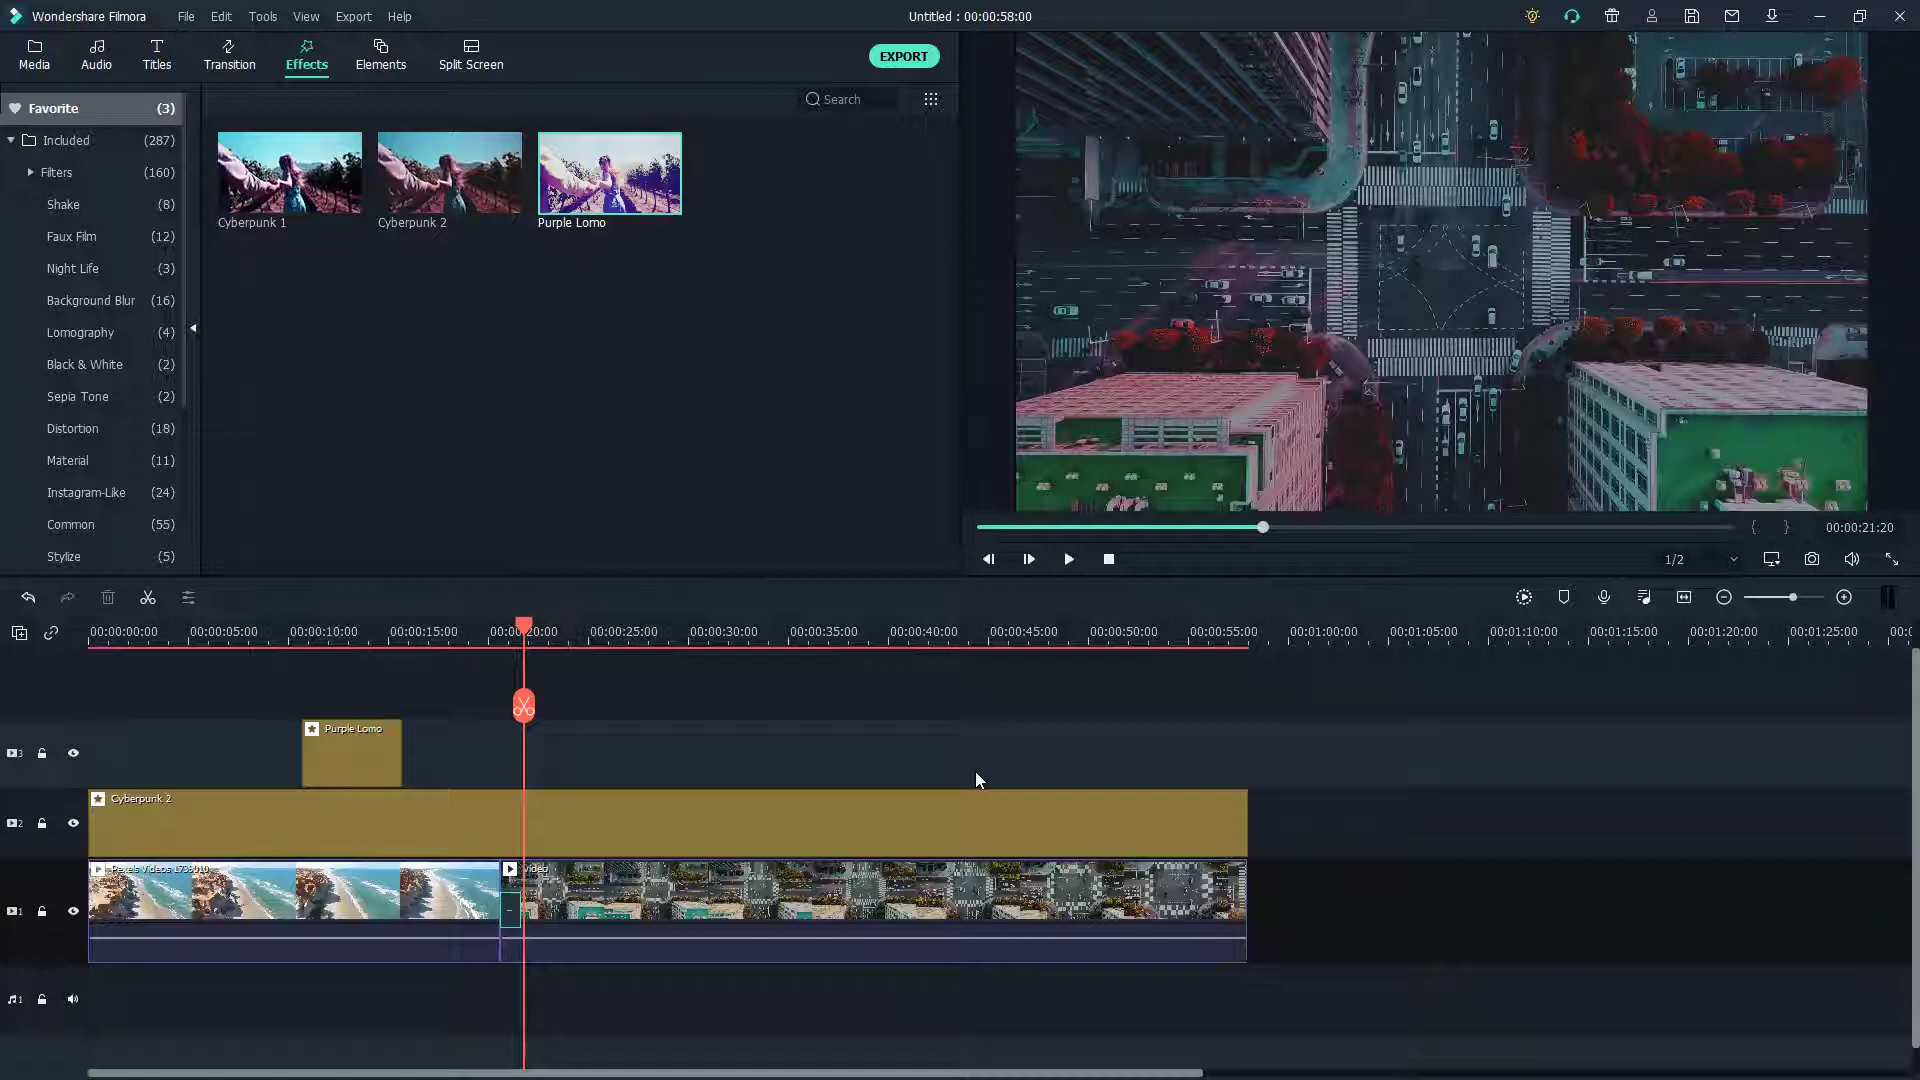 Wondershare Filmora File Edit Tools View Export Help Untitled : 00:00:58:00
Media Audio Titles Transition Effects Elements Split Screen EXPORT
Favorite (3) Search
Included (287)
Filters (160)
Shake (8)
Faux Film (12)
Night Life (3)
Background Blur (16)
Lomography (4)
Black & White (2)
Sepia Tone (2)
Distortion (18)
Material (11)
Instagram-Like (24)
Common (55)
Stylize (5)
Cyberpunk 1 Cyberpunk 2 Purple Lomo
{ } 00:00:21:20
1/2
00:00:00:00 00:00:05:00 00:00:10:00 00:00:15:00 00:00:20:00 00:00:25:00 00:00:30:00 00:00:35:00 00:00:40:00 00:00:45:00 00:00:50:00 00:00:55:00 00:01:00:00 00:01:05:00 00:01:10:00 00:01:15:00 00:01:20:00 00:01:25:00 00:0
3 Purple Lomo
2 Cyberpunk 2
1 Pexels Videos 1739010 video
1